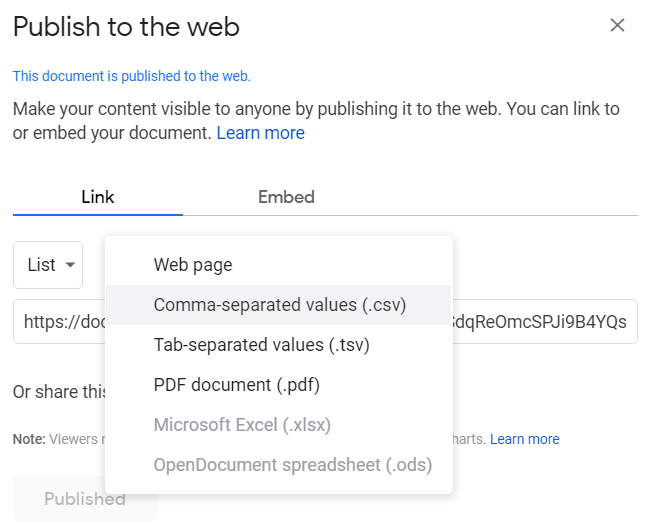 Publish to the web
This document is published to the web.
Make your content visible to anyone by publishing it to the web. You can link to
or embed your document. Learn more
Link Embed
List
Web page
Comma-separated values (.csv)
https://doc dqReOmcSPJi9B4YQs
Tab-separated values (.tsv)
PDF document (.pdf)
Or share this
Microsoft Excel (.xlsx)
Note: Viewers harts. Learn more
OpenDocument spreadsheet (.ods)
Published